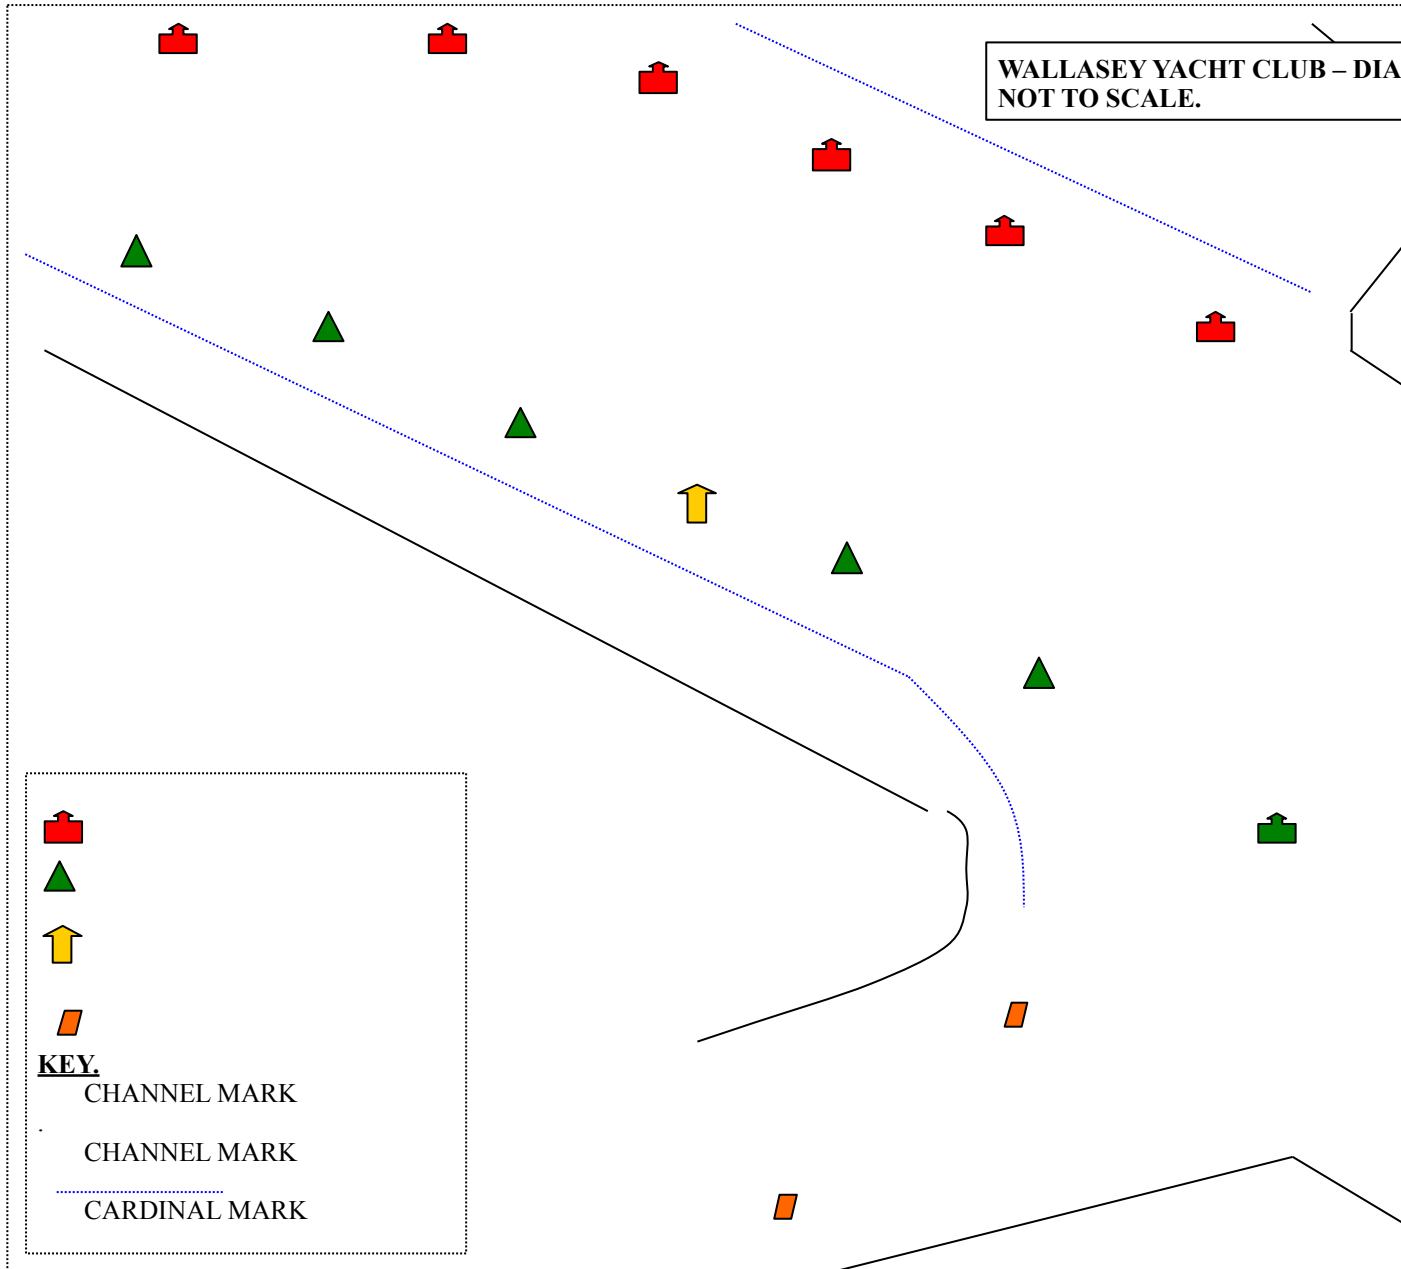 WALLASEY YACHT CLUB – DIA
NOT TO SCALE.
KEY.
CHANNEL MARK
CHANNEL MARK
CARDINAL MARK